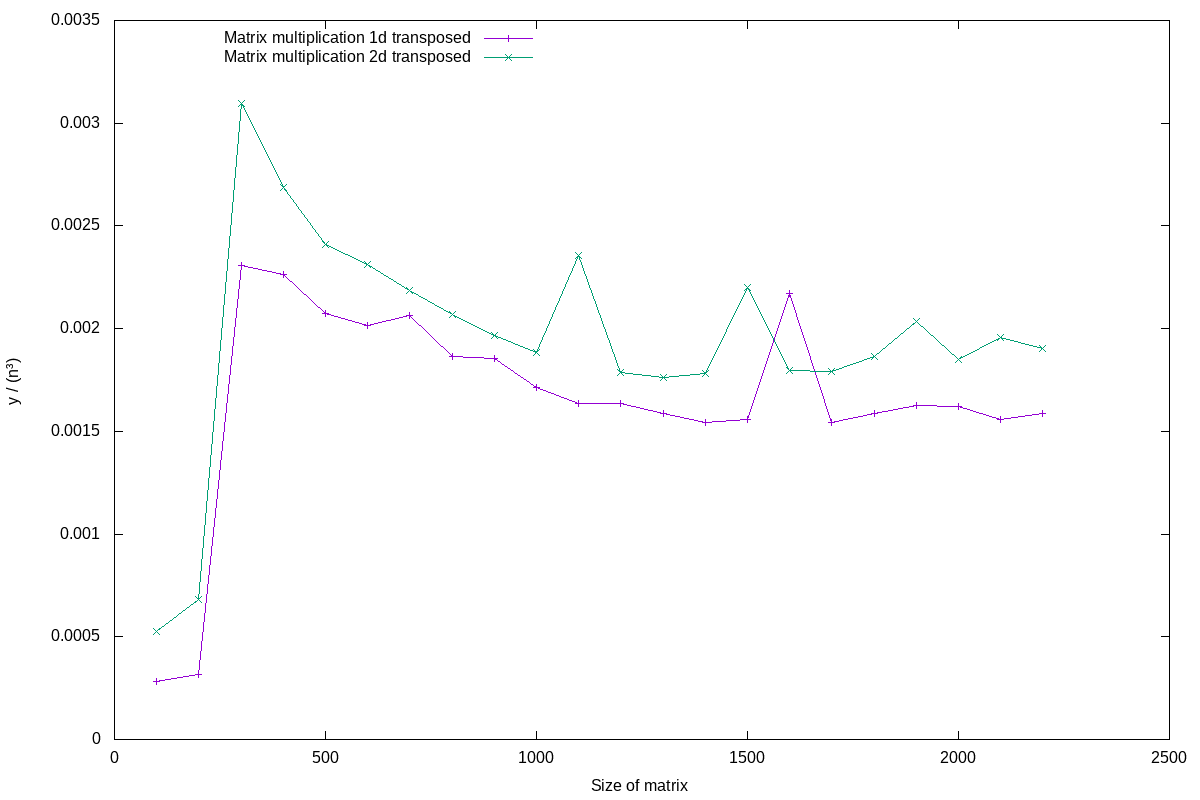 0.0035
Matrix multiplication 1d transposed
Matrix multiplication 2d transposed
0.003
0.0025
0.002
y / (n³)
0.0015
0.001
0.0005
0
0 500 1000 1500 2000 2500
Size of matrix